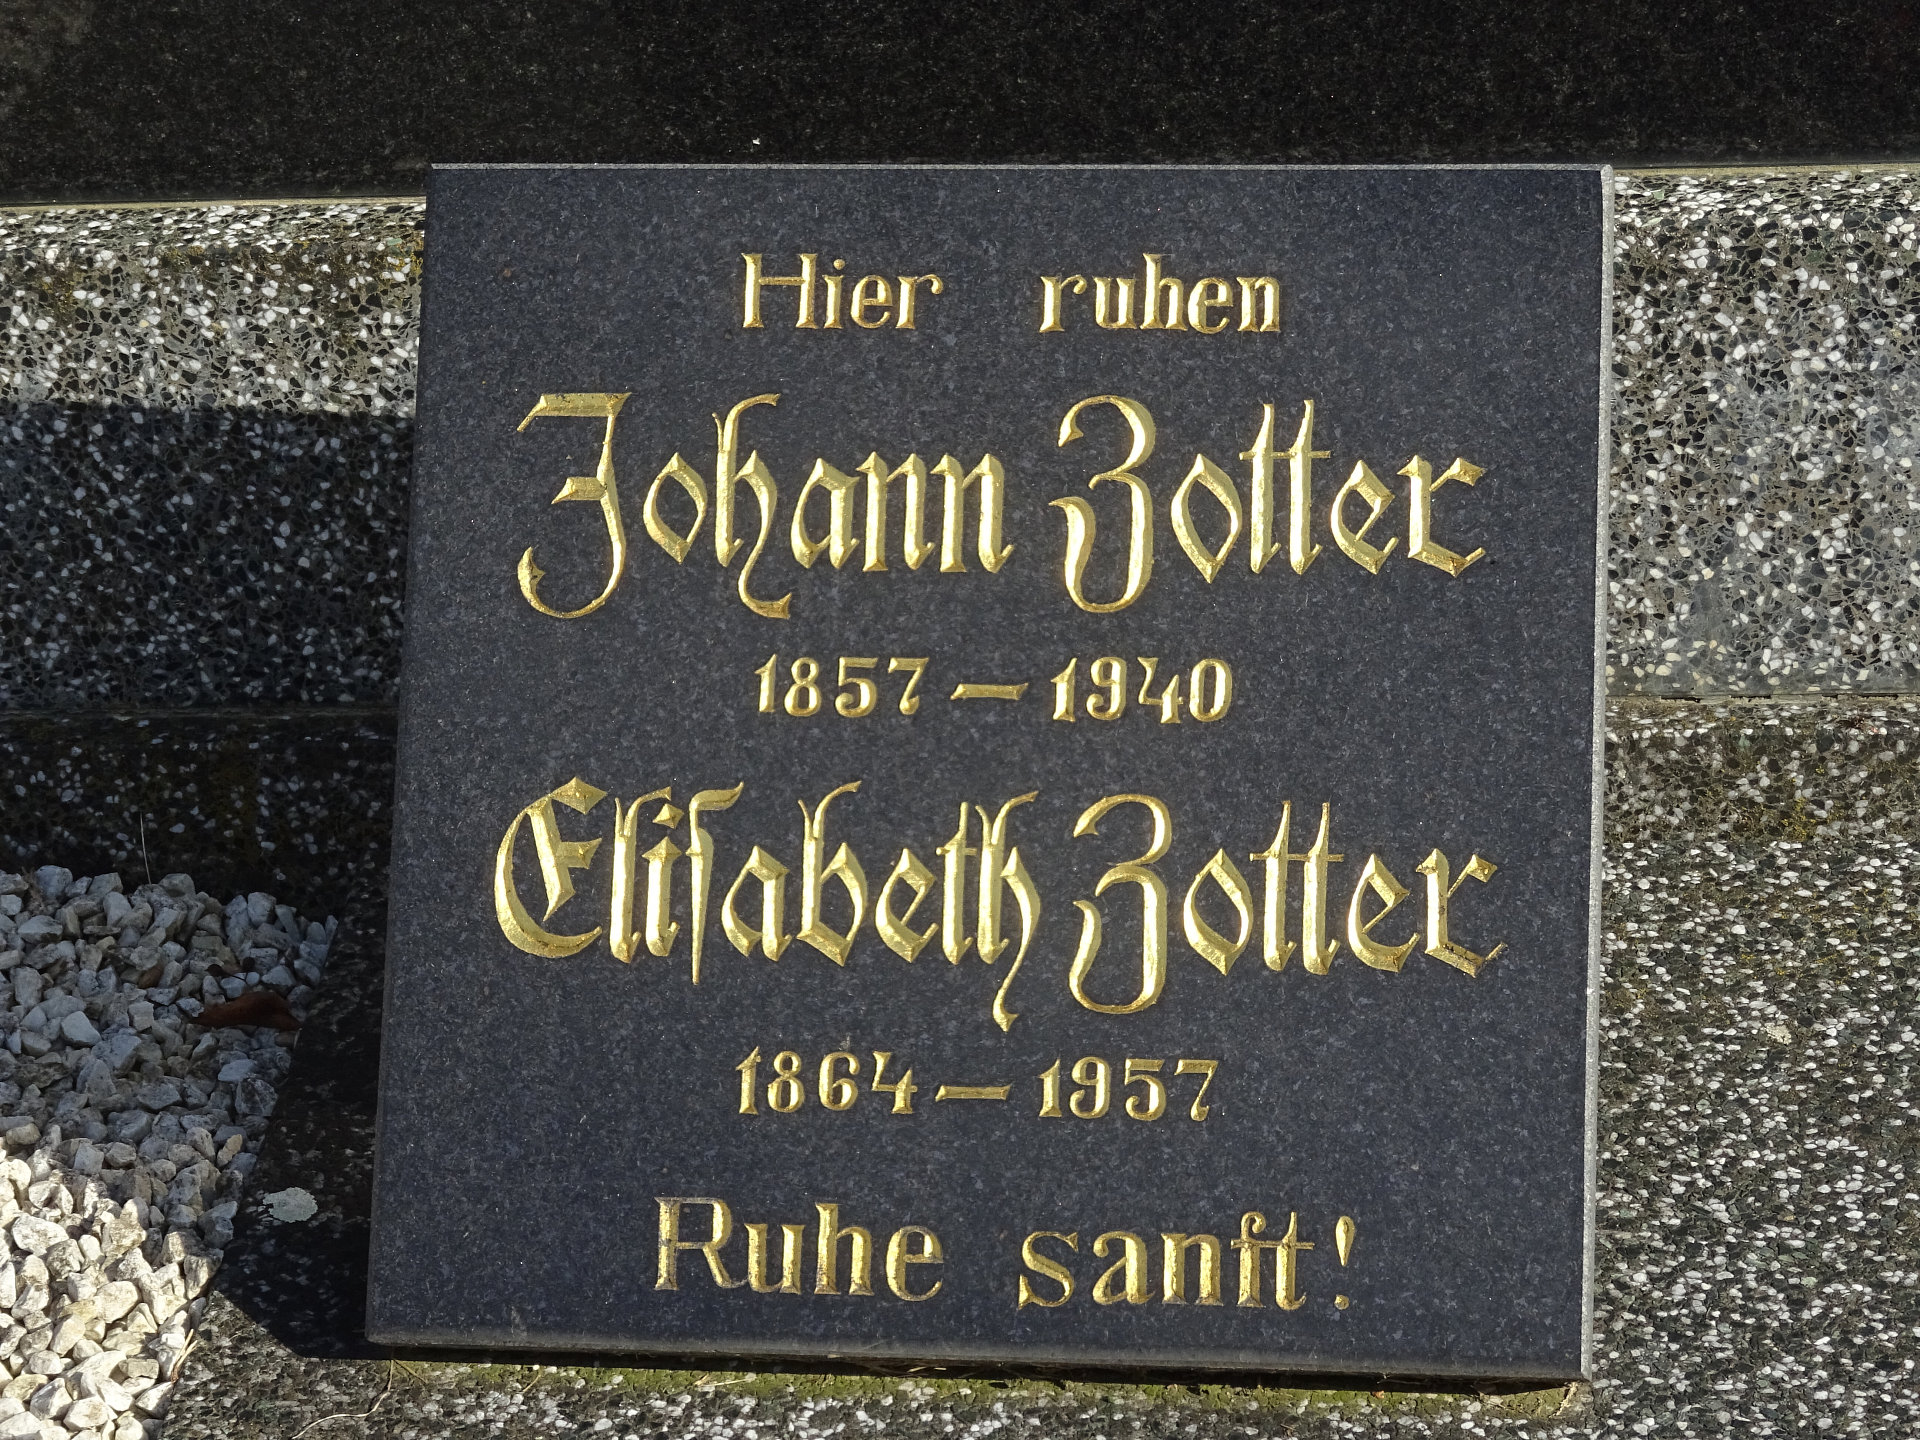 Hier ruhen
Johann Zotter
1857 – 1940
Eliſabeth Zotter
1864 – 1957
Ruhe sanft!